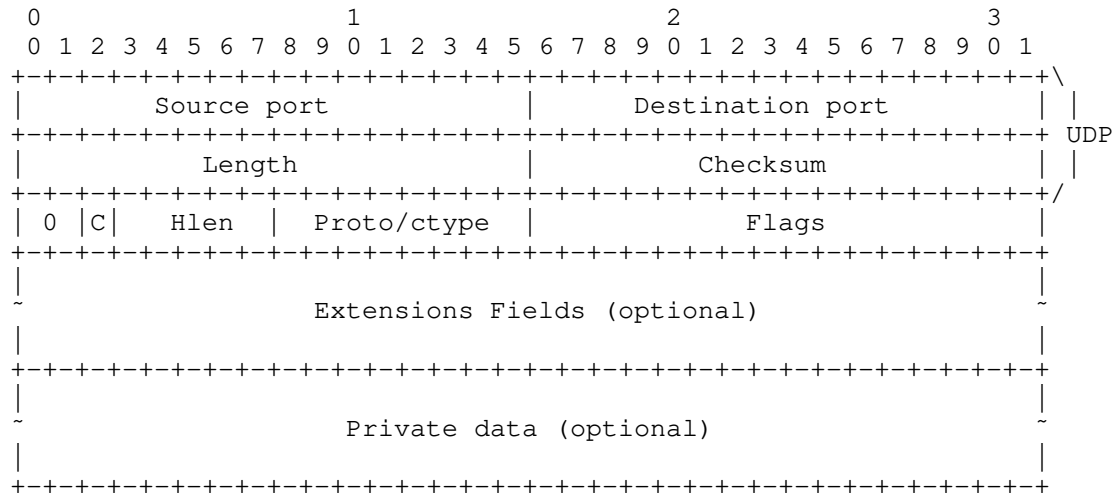 0                   1                   2                   3
 0 1 2 3 4 5 6 7 8 9 0 1 2 3 4 5 6 7 8 9 0 1 2 3 4 5 6 7 8 9 0 1
+-+-+-+-+-+-+-+-+-+-+-+-+-+-+-+-+-+-+-+-+-+-+-+-+-+-+-+-+-+-+-+-+\
|        Source port            |      Destination port         | |
+-+-+-+-+-+-+-+-+-+-+-+-+-+-+-+-+-+-+-+-+-+-+-+-+-+-+-+-+-+-+-+-+ UDP
|           Length              |          Checksum             | |
+-+-+-+-+-+-+-+-+-+-+-+-+-+-+-+-+-+-+-+-+-+-+-+-+-+-+-+-+-+-+-+-+/
| 0 |C|   Hlen  |  Proto/ctype  |             Flags             |
+-+-+-+-+-+-+-+-+-+-+-+-+-+-+-+-+-+-+-+-+-+-+-+-+-+-+-+-+-+-+-+-+
|                                                               |
~                  Extensions Fields (optional)                 ~
|                                                               |
+-+-+-+-+-+-+-+-+-+-+-+-+-+-+-+-+-+-+-+-+-+-+-+-+-+-+-+-+-+-+-+-+
|                                                               |
~                    Private data (optional)                    ~
|                                                               |
+-+-+-+-+-+-+-+-+-+-+-+-+-+-+-+-+-+-+-+-+-+-+-+-+-+-+-+-+-+-+-+-+